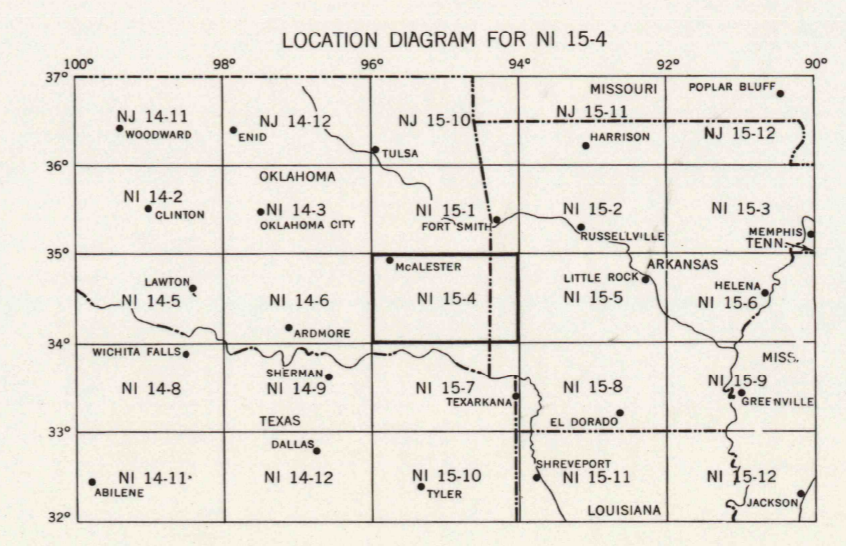 LOCATION DIAGRAM FOR NI 15-4
100° 98° 96° 94° 92° 90°
37°
MISSOURI
POPLAR BLUFF
NJ 14-11
WOODWARD
ENID
NJ 14-12
NJ 15-10
TULSA
NJ 15-11
HARRISON
NJ 15-12
36°
OKLAHOMA
NI 14-2
CLINTON
NI 14-3
OKLAHOMA CITY
NI 15-1
FORT SMITH
NI 15-2
RUSSELLVILLE
NI 15-3
MEMPHIS
TENN.
35°
LAWTON
NI 14-5
NI 14-6
ARDMORE
McALESTER
NI 15-4
LITTLE ROCK
ARKANSAS
NI 15-5
HELENA
NI 15-6
34°
WICHITA FALLS
NI 14-8
SHERMAN
NI 14-9
NI 15-7
TEXARKANA
NI 15-8
EL DORADO
MISS.
NI 15-9
GREENVILLE
33°
TEXAS
DALLAS
NI 14-11
ABILENE
NI 14-12
NI 15-10
TYLER
SHREVEPORT
NI 15-11
LOUISIANA
NI 15-12
JACKSON
32°